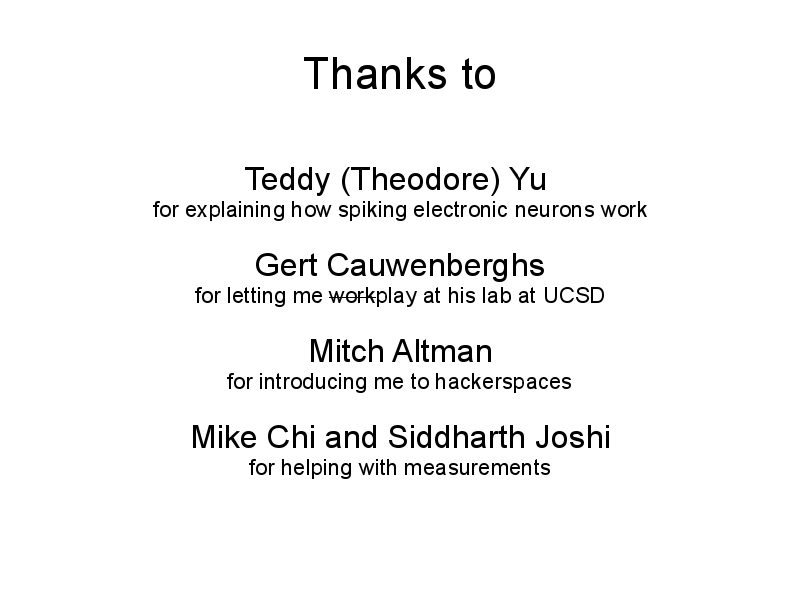 Thanks to
Teddy (Theodore) Yu
for explaining how spiking electronic neurons work
Gert Cauwenberghs
for letting me workplay at his lab at UCSD
Mitch Altman
for introducing me to hackerspaces
Mike Chi and Siddharth Joshi
for helping with measurements